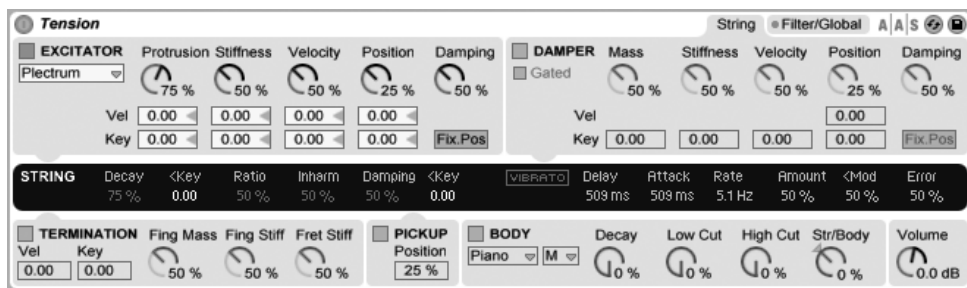 Tension String Filter/Global A A S
EXCITATOR Protrusion Stiffness Velocity Position Damping
Plectrum 75 % 50 % 50 % 25 % 50 %
Vel 0.00 0.00 0.00 0.00
Key 0.00 0.00 0.00 0.00 Fix.Pos
DAMPER Mass Stiffness Velocity Position Damping
Gated 50 % 50 % 50 % 25 % 50 %
Vel 0.00
Key 0.00 0.00 0.00 0.00 Fix.Pos
STRING Decay <Key Ratio Inharm Damping <Key VIBRATO Delay Attack Rate Amount <Mod Error
75 % 0.00 50 % 50 % 50 % 0.00 509 ms 509 ms 5.1 Hz 50 % 50 % 50 %
TERMINATION Fing Mass Fing Stiff Fret Stiff
Vel Key
0.00 0.00 50 % 50 % 50 %
PICKUP
Position
25 %
BODY Decay Low Cut High Cut Str/Body
Piano M 0 % 0 % 0 % 0 %
Volume
0.0 dB